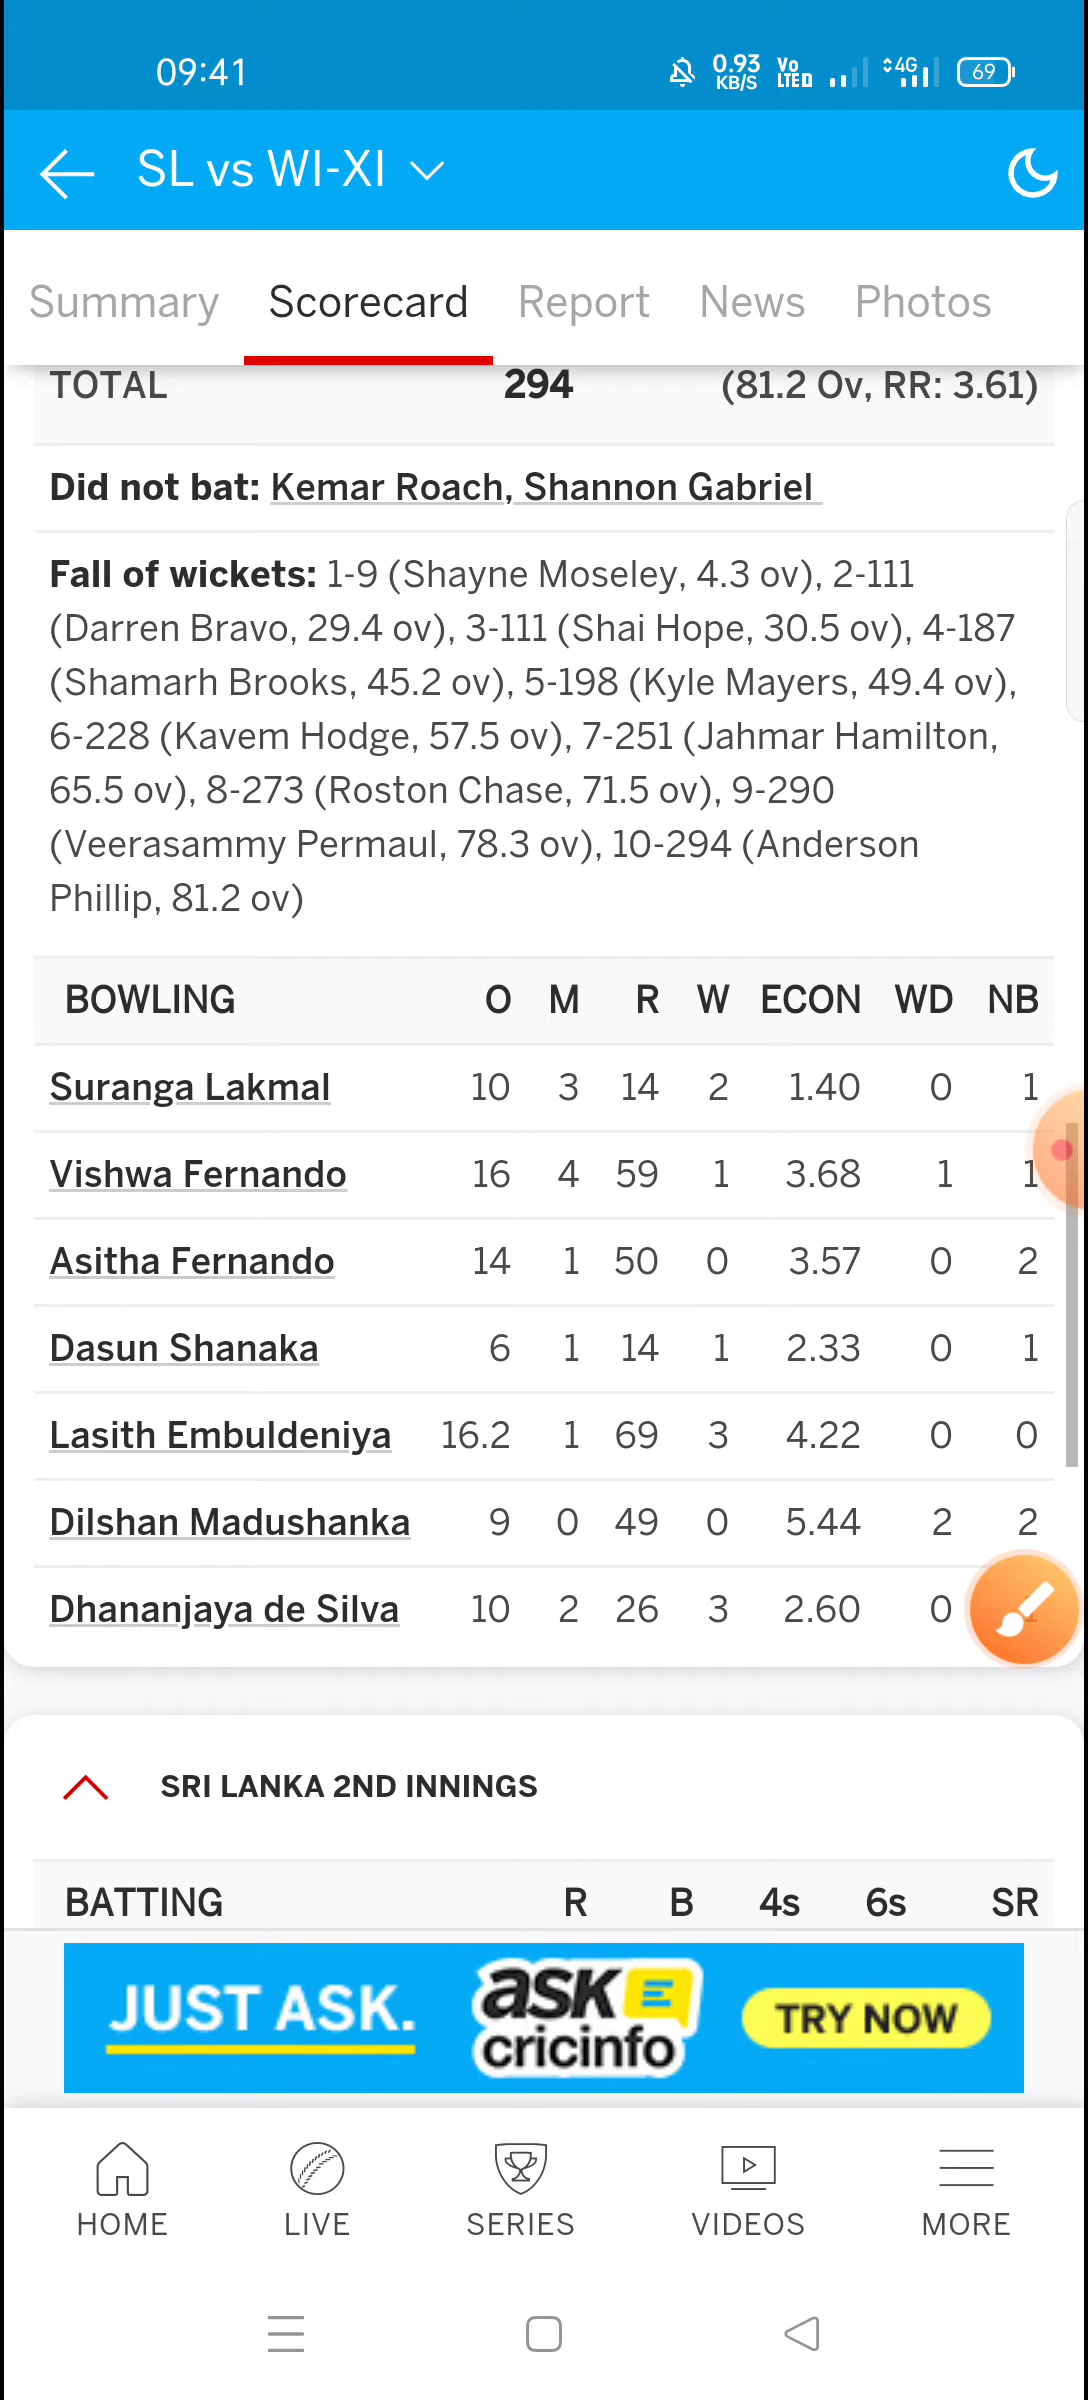 09:41
0.93 KB/S Vo LTED 4G 69
SL vs WI-XI
Summary Scorecard Report News Photos
TOTAL 294 (81.2 Ov, RR: 3.61)
Did not bat: Kemar Roach, Shannon Gabriel
Fall of wickets: 1-9 (Shayne Moseley, 4.3 ov), 2-111
(Darren Bravo, 29.4 ov), 3-111 (Shai Hope, 30.5 ov), 4-187
(Shamarh Brooks, 45.2 ov), 5-198 (Kyle Mayers, 49.4 ov),
6-228 (Kavem Hodge, 57.5 ov), 7-251 (Jahmar Hamilton,
65.5 ov), 8-273 (Roston Chase, 71.5 ov), 9-290
(Veerasammy Permaul, 78.3 ov), 10-294 (Anderson
Phillip, 81.2 ov)
BOWLING O M R W ECON WD NB
Suranga Lakmal 10 3 14 2 1.40 0 1
Vishwa Fernando 16 4 59 1 3.68 1 1
Asitha Fernando 14 1 50 0 3.57 0 2
Dasun Shanaka 6 1 14 1 2.33 0 1
Lasith Embuldeniya 16.2 1 69 3 4.22 0 0
Dilshan Madushanka 9 0 49 0 5.44 2 2
Dhananjaya de Silva 10 2 26 3 2.60 0
SRI LANKA 2ND INNINGS
BATTING R B 4s 6s SR
JUST ASK. ASK cricinfo TRY NOW
HOME LIVE SERIES VIDEOS MORE